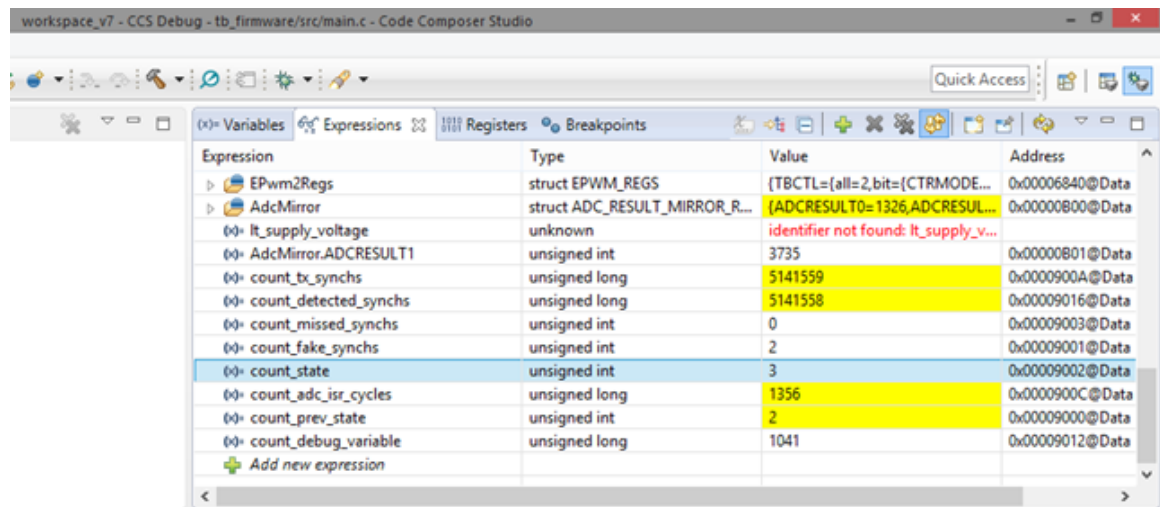 workspace_v7 - CCS Debug - tb_firmware/src/main.c - Code Composer Studio
Quick Access
(x)= Variables Expressions Registers Breakpoints
Expression Type Value Address
EPwm2Regs struct EPWM_REGS {TBCTL={all=2,bit={CTRMODE... 0x00006840@Data
AdcMirror struct ADC_RESULT_MIRROR_R... {ADCRESULT0=1326,ADCRESUL... 0x00000B00@Data
(x)= lt_supply_voltage unknown identifier not found: lt_supply_v...
(x)= AdcMirror.ADCRESULT1 unsigned int 3735 0x00000B01@Data
(x)= count_tx_synchs unsigned long 5141559 0x0000900A@Data
(x)= count_detected_synchs unsigned long 5141558 0x00009016@Data
(x)= count_missed_synchs unsigned int 0 0x00009003@Data
(x)= count_fake_synchs unsigned int 2 0x00009001@Data
(x)= count_state unsigned int 3 0x00009002@Data
(x)= count_adc_isr_cycles unsigned long 1356 0x0000900C@Data
(x)= count_prev_state unsigned int 2 0x00009000@Data
(x)= count_debug_variable unsigned long 1041 0x00009012@Data
Add new expression